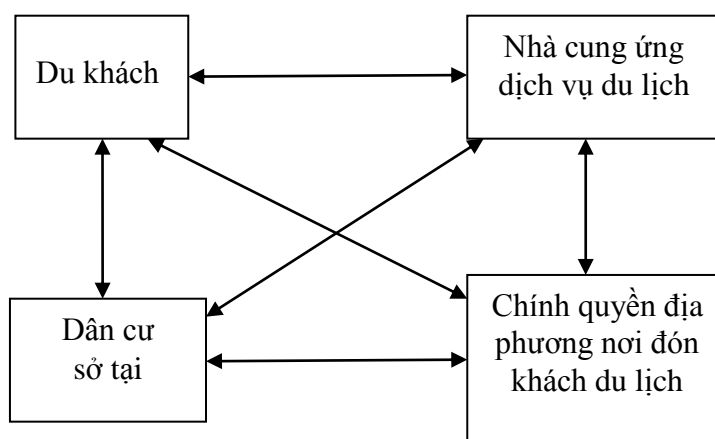 Du khách
Nhà cung ứng
dịch vụ du lịch
Dân cư
sở tại
Chính quyền địa
phương nơi đón
khách du lịch